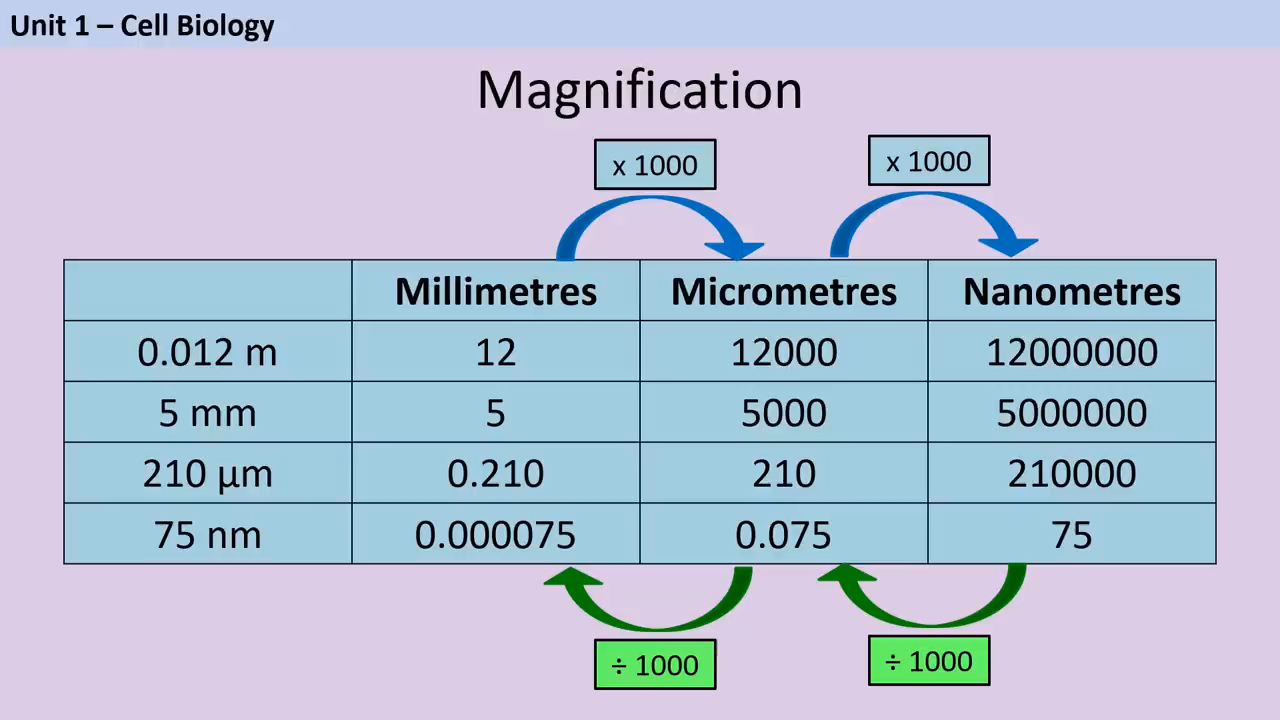 Unit 1 – Cell Biology
Magnification
x 1000
x 1000
Millimetres Micrometres Nanometres
0.012 m 12 12000 12000000
5 mm 5 5000 5000000
210 µm 0.210 210 210000
75 nm 0.000075 0.075 75
÷ 1000
÷ 1000